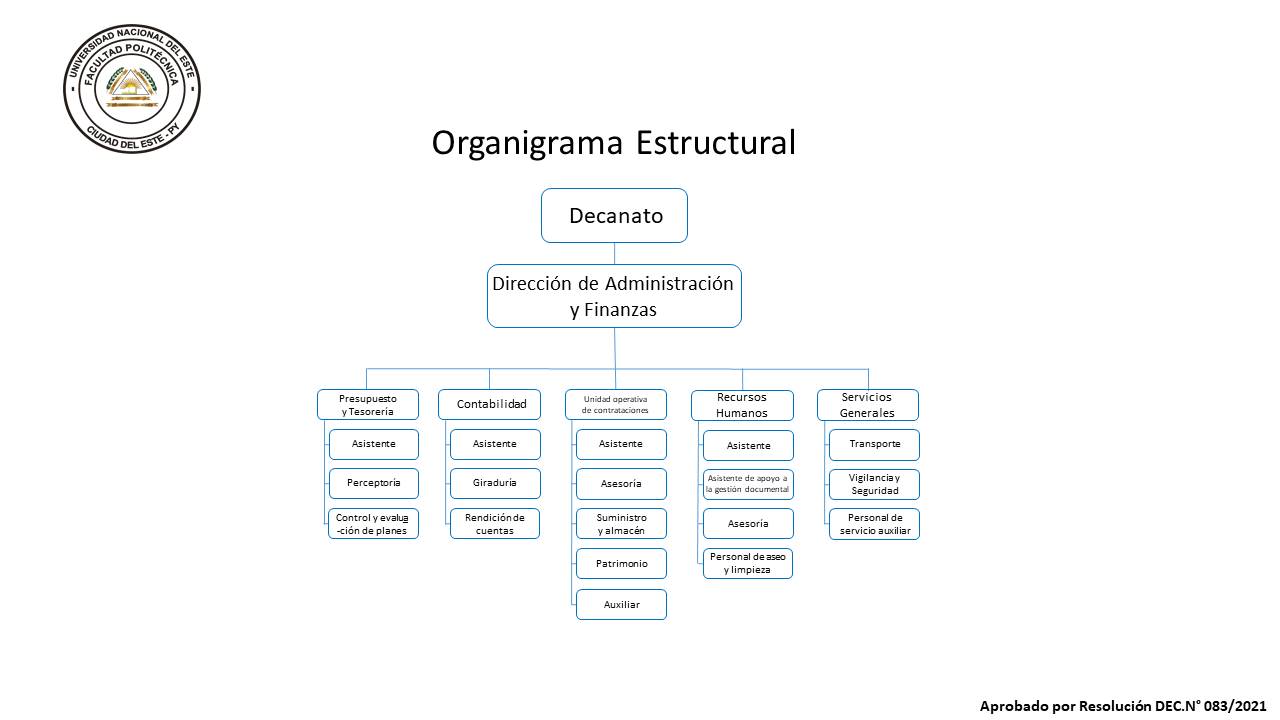 UNIVERSIDAD NACIONAL DEL ESTE
FACULTAD POLITÉCNICA
CIUDAD DEL ESTE - PY
Organigrama Estructural
Decanato
Dirección de Administración
y Finanzas
Presupuesto
y Tesorería
Asistente
Perceptoría
Control y evalua
-ción de planes
Contabilidad
Asistente
Giraduría
Rendición de
cuentas
Unidad operativa
de contrataciones
Asistente
Asesoría
Suministro
y almacén
Patrimonio
Auxiliar
Recursos
Humanos
Asistente
Asistente de apoyo a
la gestión documental
Asesoría
Personal de aseo
y limpieza
Servicios
Generales
Transporte
Vigilancia y
Seguridad
Personal de
servicio auxiliar
Aprobado por Resolución DEC.N° 083/2021